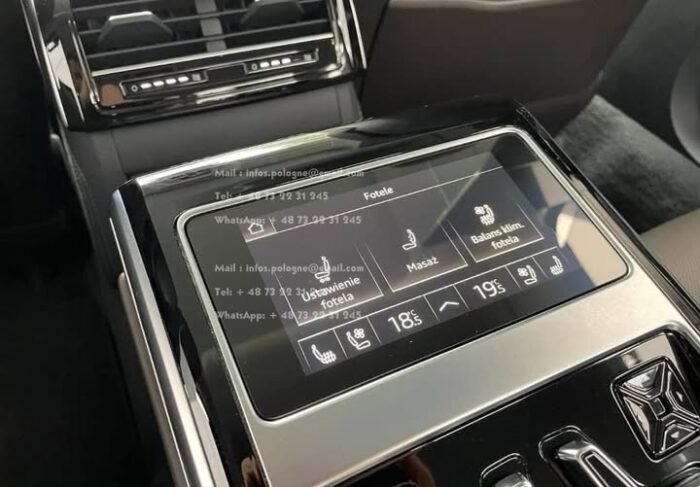 Mail : infos.pologne@gmail.com
Tel: + 48 73 22 31 245
WhatsApp: + 48 73 22 31 245
Fotele
Mail : infos.pologne@gmail.com
Tel: + 48 73 22 31 245
WhatsApp: + 48 73 22 31 245
Ustawienie
fotela
Masaż
Balans klim.
fotela
18.5°C
19.5°C